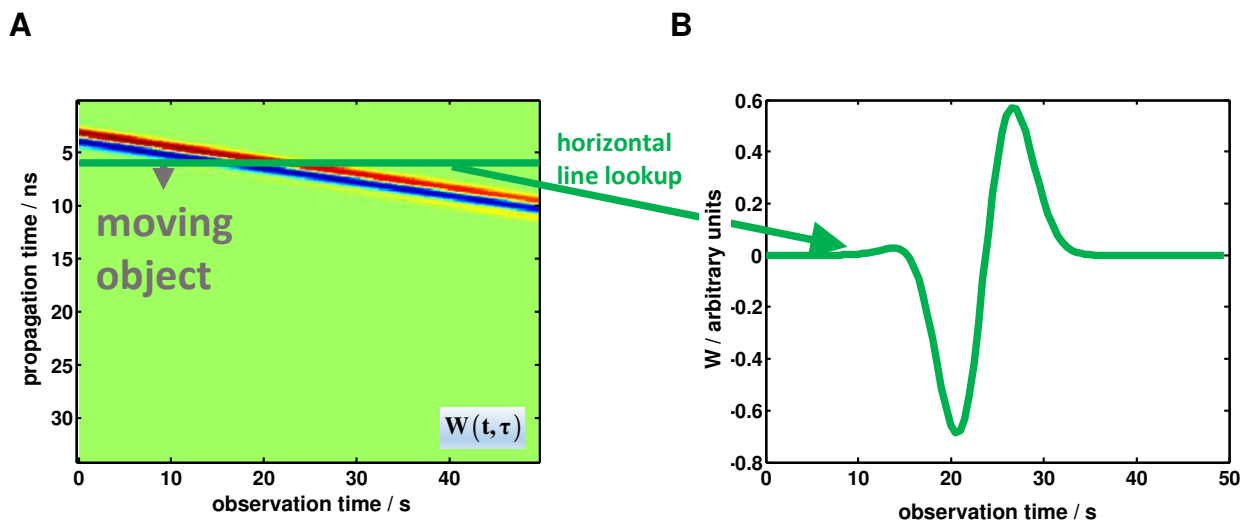 A
B
propagation time / ns
5
10
15
20
25
30
0
10
20
30
40
observation time / s
moving
object
W(t, τ)
horizontal
line lookup
W / arbitrary units
0.6
0.4
0.2
0
-0.2
-0.4
-0.6
-0.8
0
10
20
30
40
50
observation time / s